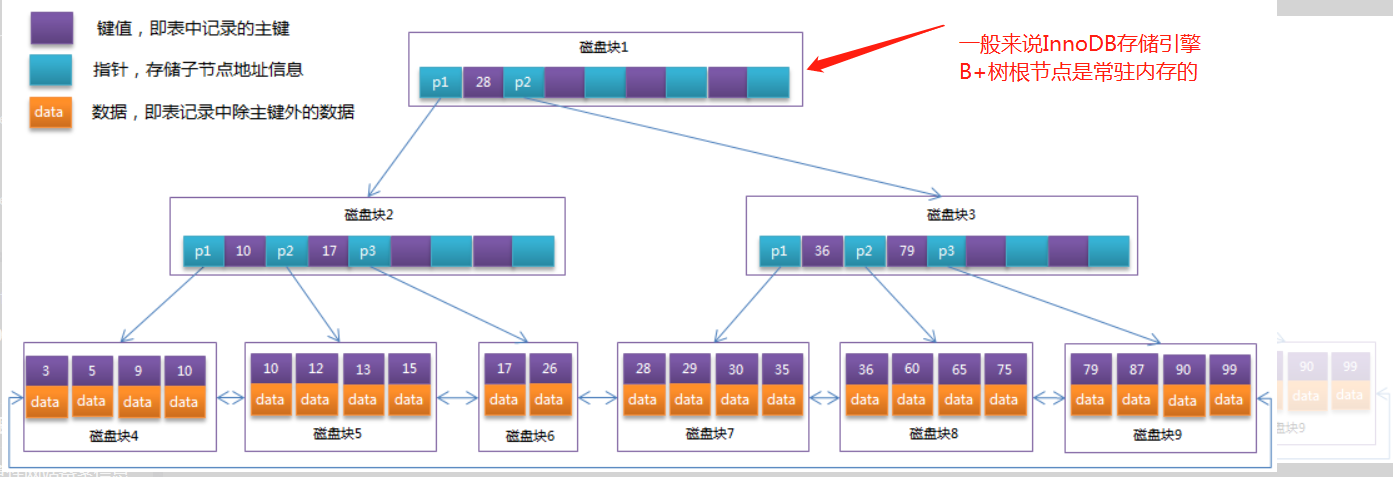 键值，即表中记录的主键
指针，存储子节点地址信息
data 数据，即表记录中除主键外的数据
一般来说InnoDB存储引擎
B+树根节点是常驻内存的
磁盘块1
p1 28 p2
磁盘块2
p1 10 p2 17 p3
磁盘块3
p1 36 p2 79 p3
3 5 9 10
data data data data
磁盘块4
10 12 13 15
data data data data
磁盘块5
17 26
data data
磁盘块6
28 29 30 35
data data data data
磁盘块7
36 60 65 75
data data data data
磁盘块8
79 87 90 99
data data data data
磁盘块9
90 99
data data
盘块9